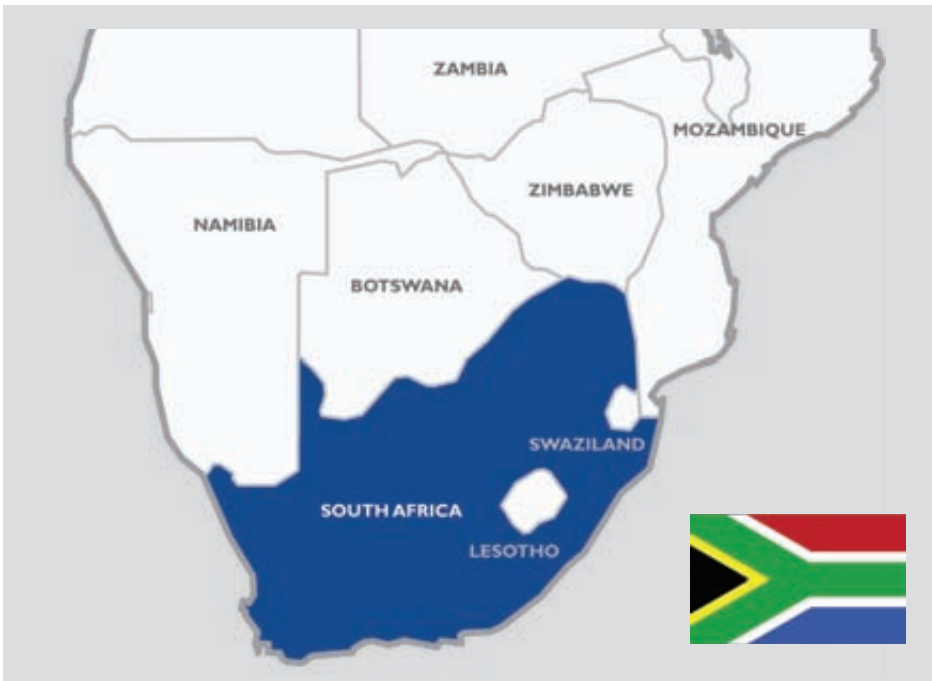 ZAMBIA
MOZAMBIQUE
ZIMBABWE
NAMIBIA
BOTSWANA
SWAZILAND
SOUTH AFRICA
LESOTHO